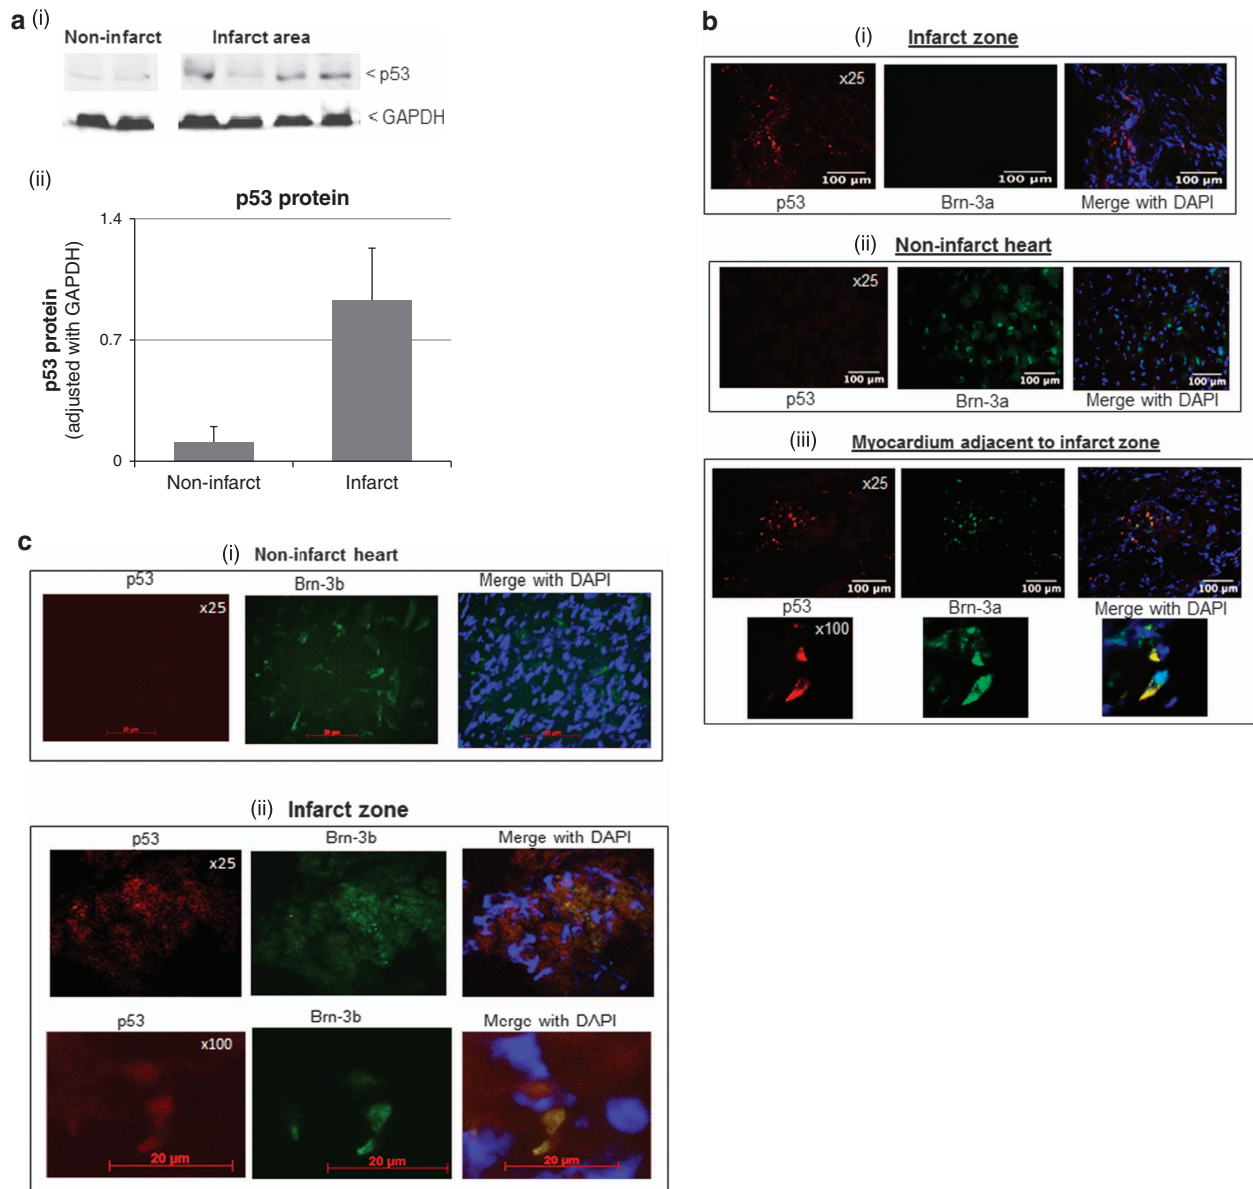 a (i)
Non-infarct Infarct area
< p53
< GAPDH
(ii)
p53 protein
p53 protein
(adjusted with GAPDH)
1.4
0.7
0
Non-infarct Infarct
b
(i) Infarct zone
x25
100 µm 100 µm 100 µm
p53 Brn-3a Merge with DAPI
(ii) Non-infarct heart
x25
100 µm 100 µm 100 µm
p53 Brn-3a Merge with DAPI
(iii) Myocardium adjacent to infarct zone
x25
100 µm 100 µm 100 µm
p53 Brn-3a Merge with DAPI
x100
c
(i) Non-infarct heart
p53 Brn-3b Merge with DAPI
x25
20 µm 20 µm
(ii) Infarct zone
p53 Brn-3b Merge with DAPI
x25
p53 Brn-3b Merge with DAPI
x100
20 µm 20 µm 20 µm